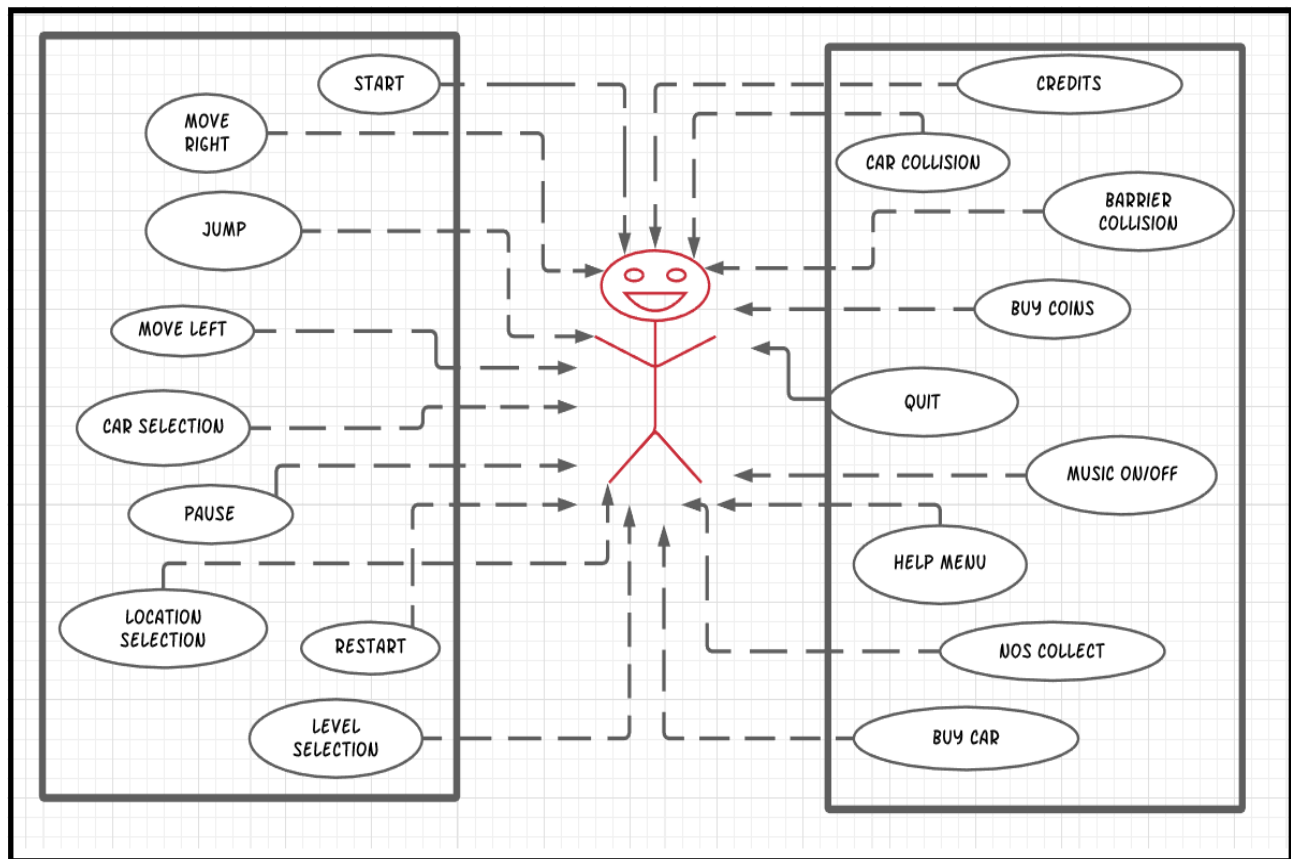 START
MOVE
RIGHT
JUMP
MOVE LEFT
CAR SELECTION
PAUSE
LOCATION
SELECTION
RESTART
LEVEL
SELECTION
CREDITS
CAR COLLISION
BARRIER
COLLISION
BUY COINS
QUIT
MUSIC ON/OFF
HELP MENU
NOS COLLECT
BUY CAR